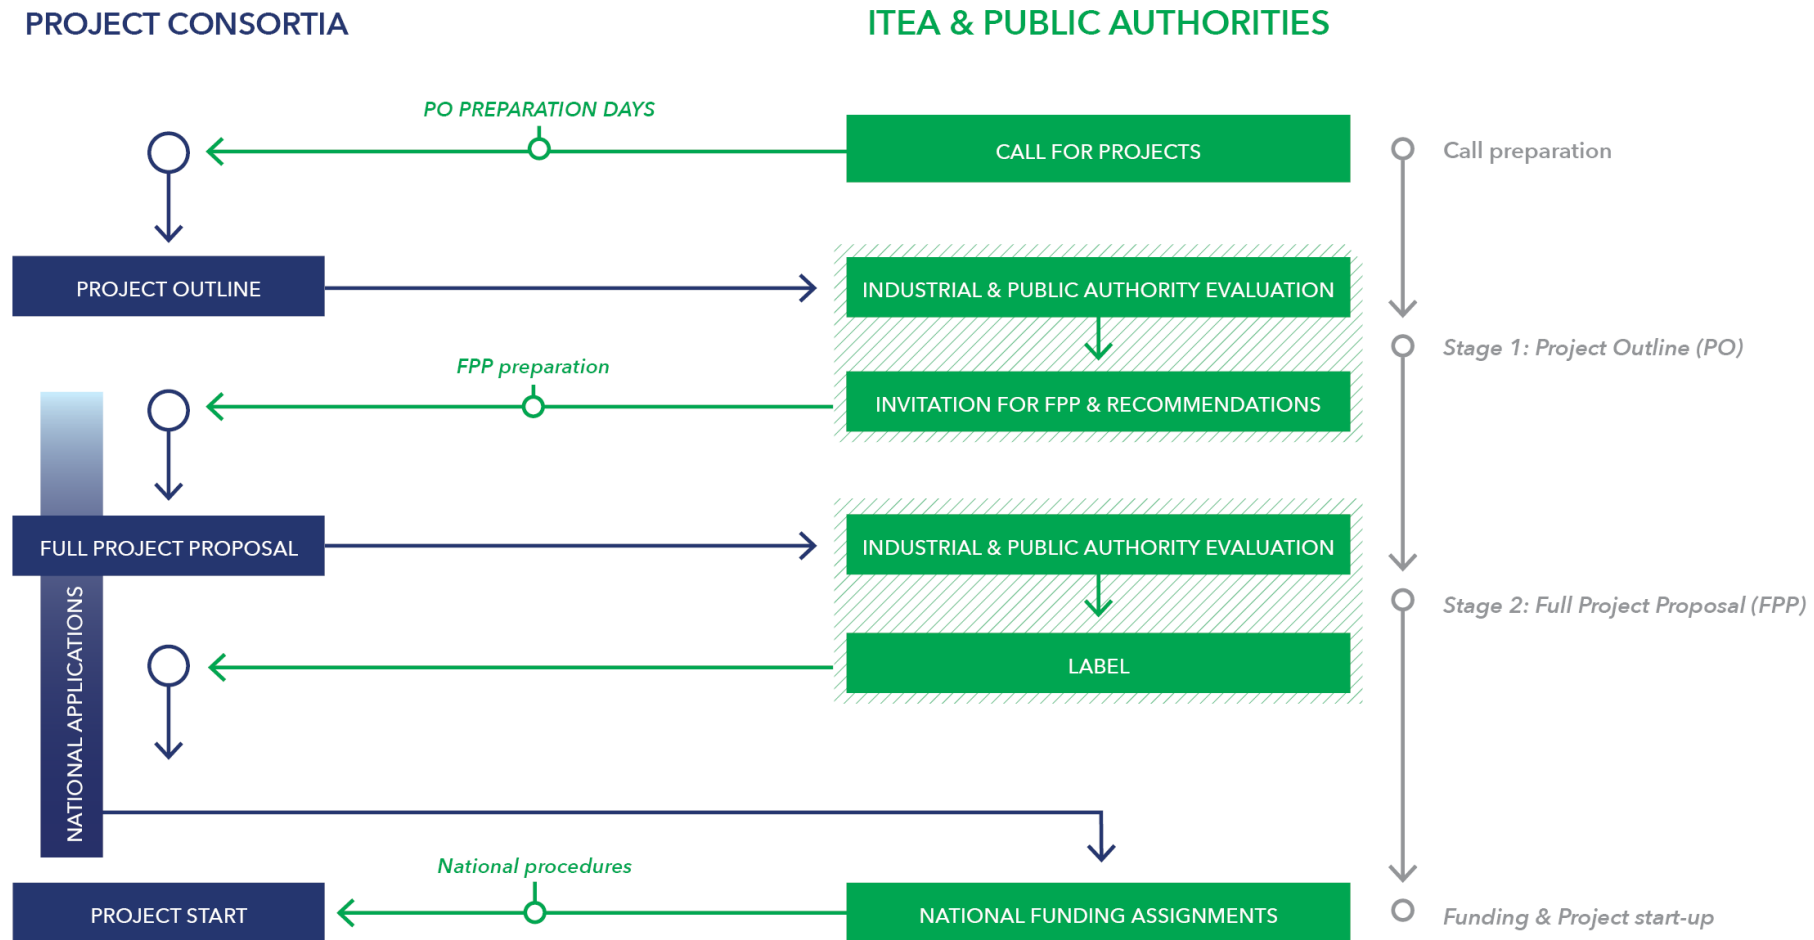 PROJECT CONSORTIA
ITEA & PUBLIC AUTHORITIES
PO PREPARATION DAYS
CALL FOR PROJECTS
Call preparation
PROJECT OUTLINE
INDUSTRIAL & PUBLIC AUTHORITY EVALUATION
Stage 1: Project Outline (PO)
FPP preparation
INVITATION FOR FPP & RECOMMENDATIONS
FULL PROJECT PROPOSAL
INDUSTRIAL & PUBLIC AUTHORITY EVALUATION
Stage 2: Full Project Proposal (FPP)
LABEL
NATIONAL APPLICATIONS
National procedures
PROJECT START
NATIONAL FUNDING ASSIGNMENTS
Funding & Project start-up